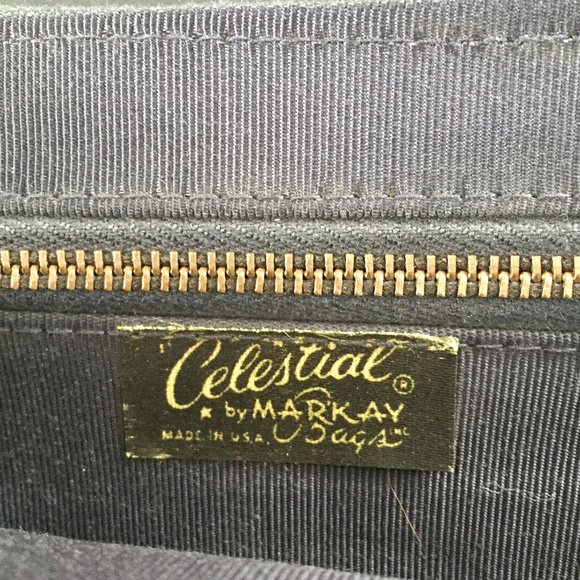 Celestial ®
★ by MARKAY
MADE IN U.S.A. Bags INC